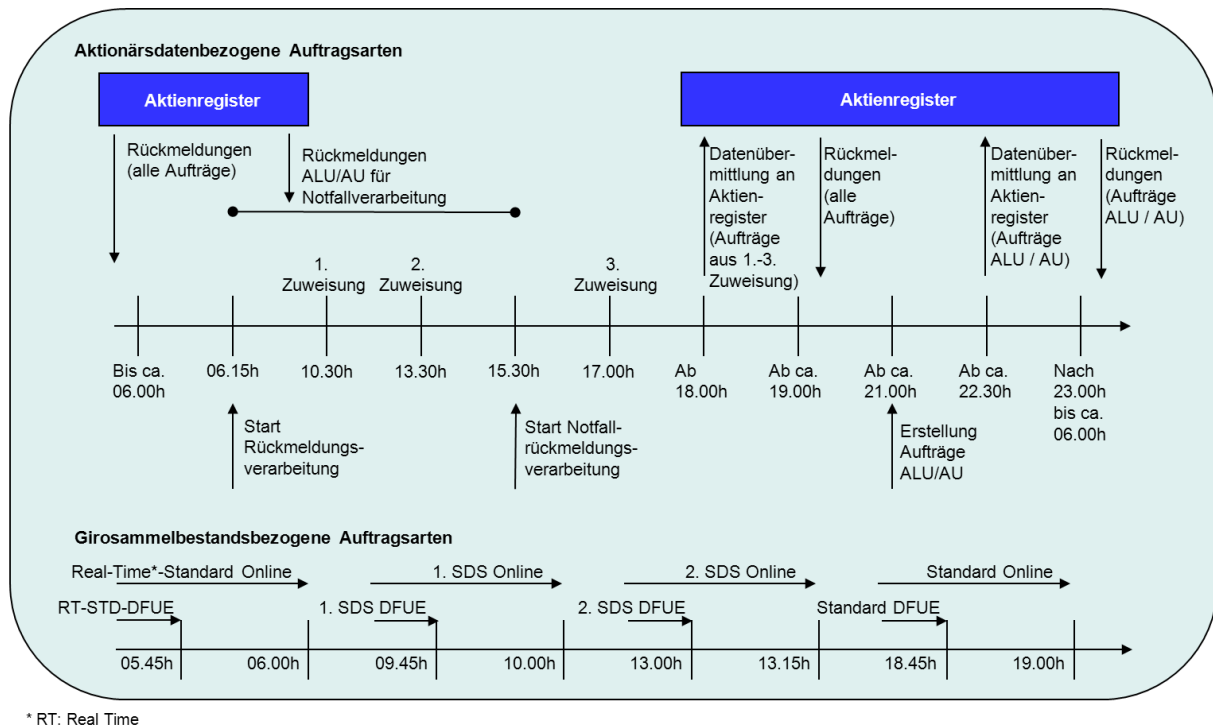 Aktionärsdatenbezogene Auftragsarten
Aktienregister
Aktienregister
Rückmeldungen
(alle Aufträge)
Rückmeldungen
ALU/AU für
Notfallverarbeitung
Datenüber-
mittlung an
Aktien-
register
(Aufträge
aus 1.-3.
Zuweisung)
Rückmel-
dungen
(alle
Aufträge)
Datenüber-
mittlung an
Aktien-
register
(Aufträge
ALU / AU)
Rückmel-
dungen
(Aufträge
ALU / AU)
1.
Zuweisung
2.
Zuweisung
3.
Zuweisung
Bis ca.
06.00h
06.15h
10.30h
13.30h
15.30h
17.00h
Ab
18.00h
Ab ca.
19.00h
Ab ca.
21.00h
Ab ca.
22.30h
Nach
23.00h
bis ca.
06.00h
Start
Rückmeldungs-
verarbeitung
Start Notfall-
rückmeldungs-
verarbeitung
Erstellung
Aufträge
ALU/AU
Girosammelbestandsbezogene Auftragsarten
Real-Time*-Standard Online
1. SDS Online
2. SDS Online
Standard Online
RT-STD-DFUE
1. SDS DFUE
2. SDS DFUE
Standard DFUE
05.45h
06.00h
09.45h
10.00h
13.00h
13.15h
18.45h
19.00h
* RT: Real Time